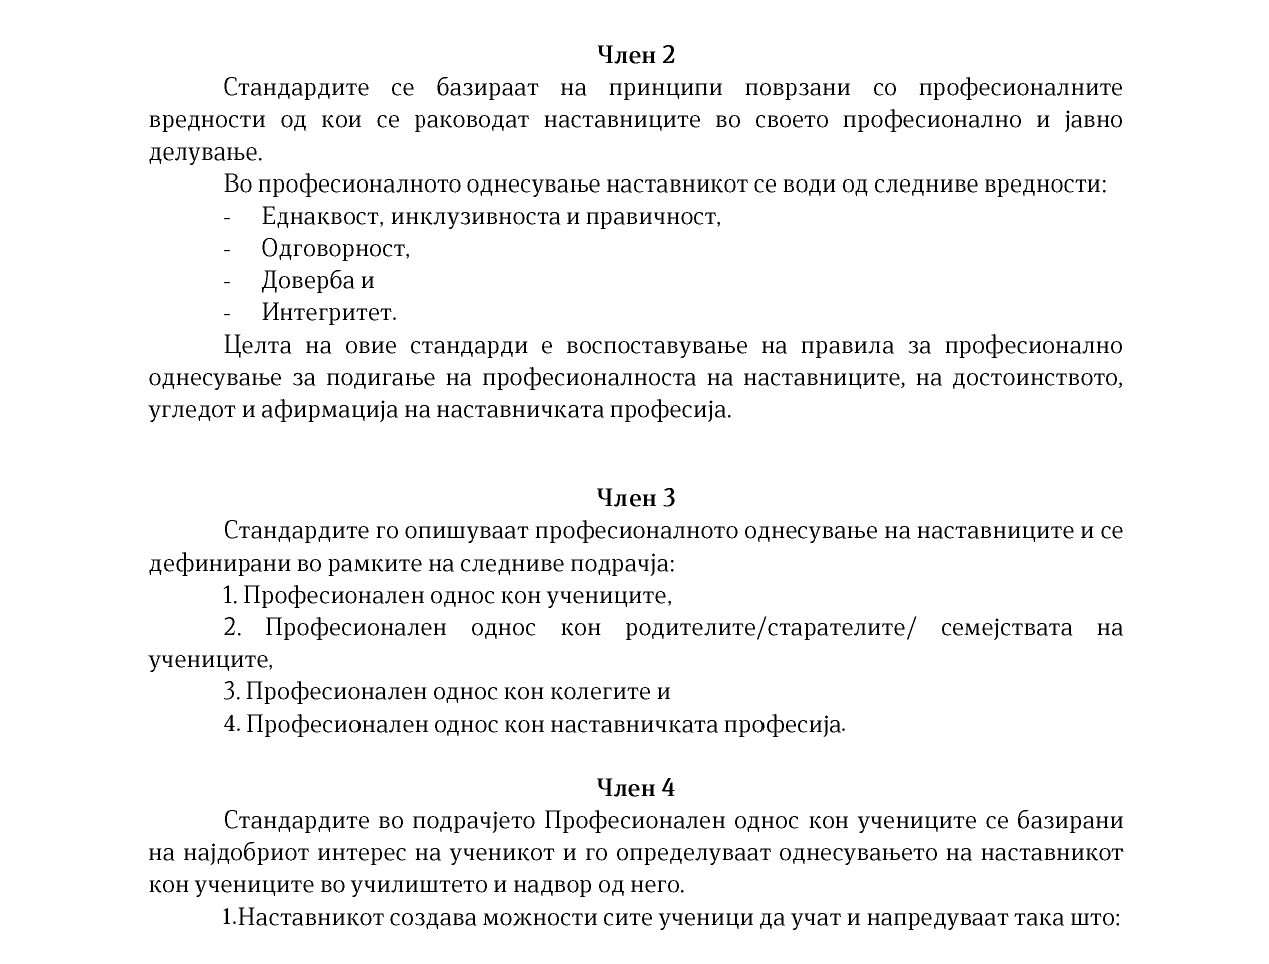 Член 2
Стандардите се базираат на принципи поврзани со професионалните
вредности од кои се раководат наставниците во своето професионално и јавно
делување.
Во професионалното однесување наставникот се води од следниве вредности:
- Еднаквост, инклузивноста и правичност,
- Одговорност,
- Доверба и
- Интегритет.
Целта на овие стандарди е воспоставување на правила за професионално
однесување за подигање на професионалноста на наставниците, на достоинството,
угледот и афирмација на наставничката професија.
Член 3
Стандардите го опишуваат професионалното однесување на наставниците и се
дефинирани во рамките на следниве подрачја:
1. Професионален однос кон учениците,
2. Професионален однос кон родителите/старателите/ семејствата на
учениците,
3. Професионален однос кон колегите и
4. Професионален однос кон наставничката професија.
Член 4
Стандардите во подрачјето Професионален однос кон учениците се базирани
на најдобриот интерес на ученикот и го определуваат однесувањето на наставникот
кон учениците во училиштето и надвор од него.
1.Наставникот создава можности сите ученици да учат и напредуваат така што: